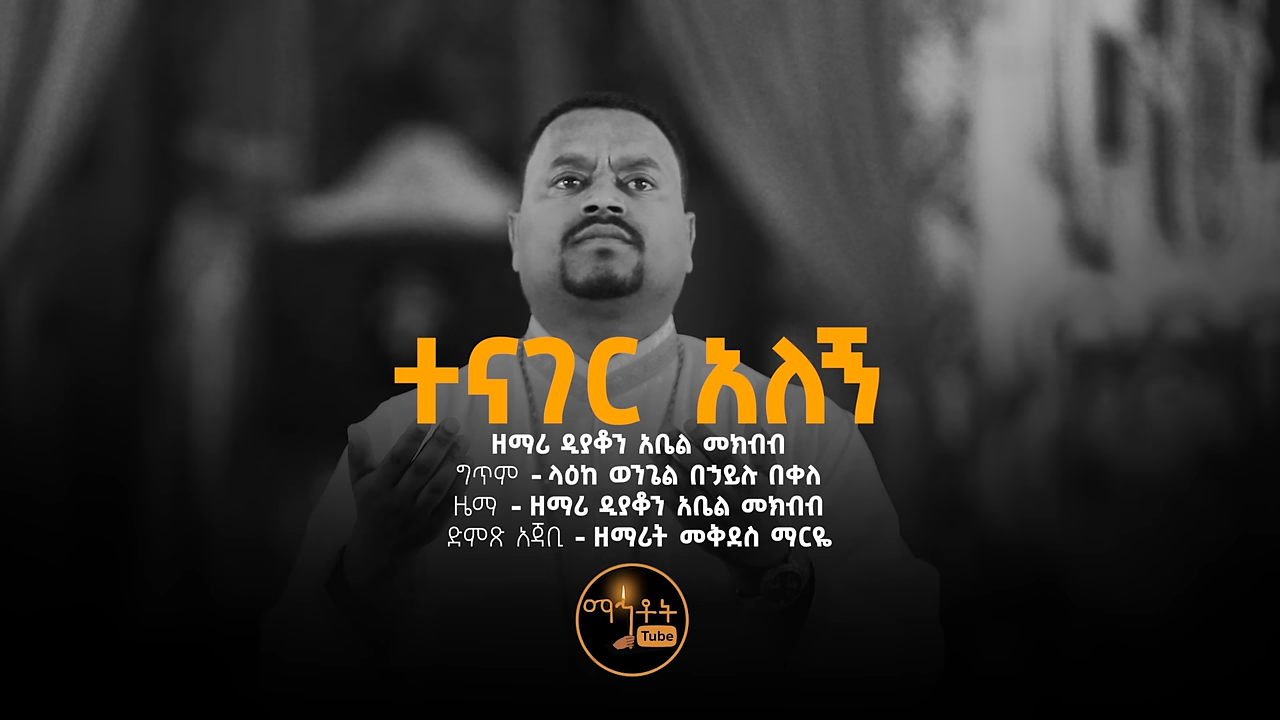 ተናገር አለኝ
ዘማሪ ዲያቆን አቤል መክብብ
ግጥም - ላዕከ ወንጌል በኃይሉ በቀለ
ዜማ - ዘማሪ ዲያቆን አቤል መክብብ
ድምጽ አጃቢ - ዘማሪት መቅደስ ማርዬ
ማኅቶት
Tube